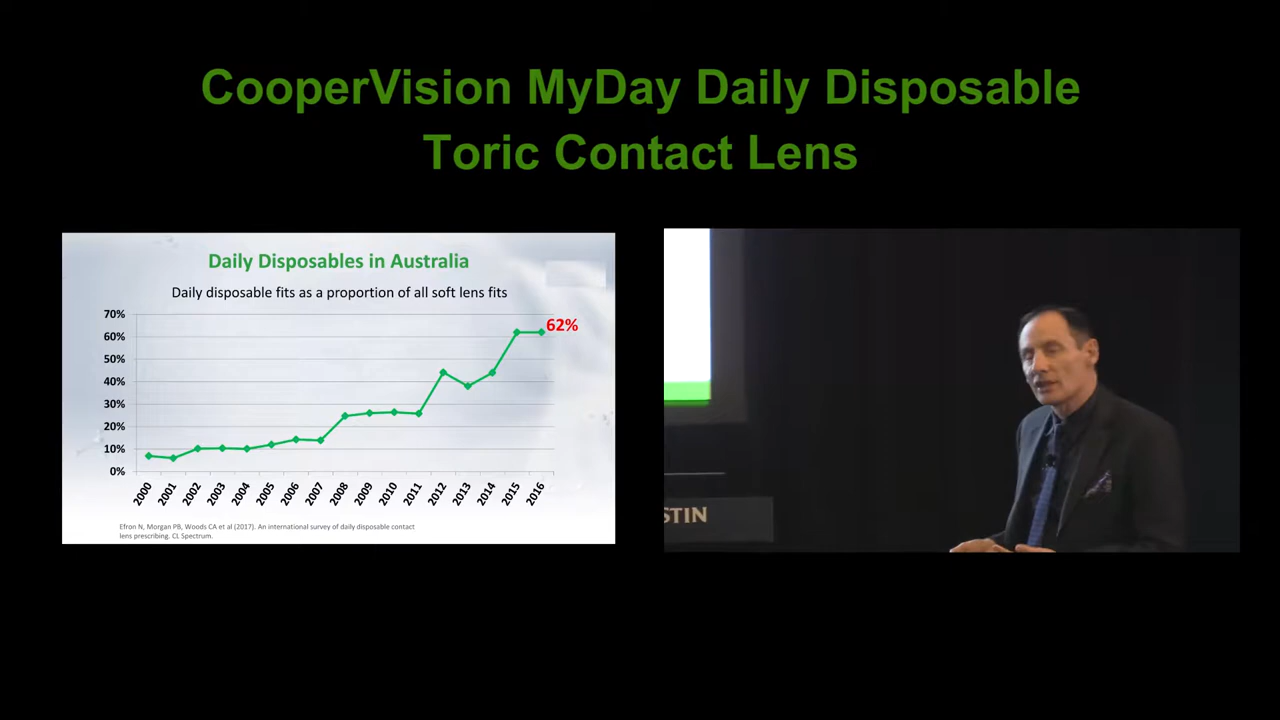 CooperVision MyDay Daily Disposable
Toric Contact Lens
Daily Disposables in Australia
Daily disposable fits as a proportion of all soft lens fits
70%
62%
60%
50%
40%
30%
20%
10%
0%
2000 2001 2002 2003 2004 2005 2006 2007 2008 2009 2010 2011 2012 2013 2014 2015 2016
Efron N, Morgan PB, Woods CA et al (2017). An international survey of daily disposable contact
lens prescribing. CL Spectrum.
STIN